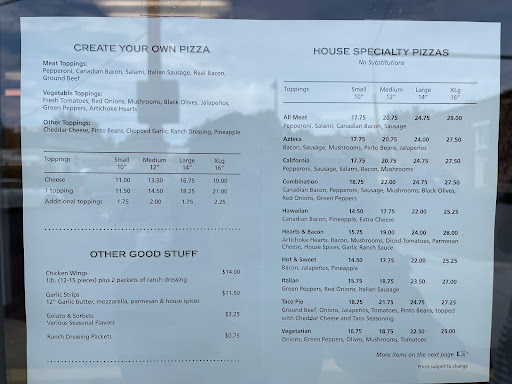 CREATE YOUR OWN PIZZA
Meat Toppings:
Pepperoni, Canadian Bacon, Salami, Italian Sausage, Real Bacon,
Ground Beef
Vegetable Toppings:
Fresh Tomatoes, Red Onions, Mushrooms, Black Olives, Jalapeños,
Green Peppers, Artichoke Hearts
Other Toppings:
Cheddar Cheese, Pinto Beans, Chopped Garlic, Ranch Dressing, Pineapple
Toppings Small Medium Large XLg
10" 12" 14" 16"
Cheese 11.00 13.50 16.75 19.00
1 topping 11.50 14.50 18.25 21.00
Additional toppings 1.75 2.00 1.75 2.25
OTHER GOOD STUFF
Chicken Wings $14.00
1lb. (12-15 pieces) plus 2 packets of ranch dressing
Garlic Strips $11.50
12" Garlic butter, mozzarella, parmesan & house spices
Gelato & Sorbets $3.25
Various Seasonal Flavors
Ranch Dressing Packets $0.75
HOUSE SPECIALTY PIZZAS
No Substitutions
Toppings Small Medium Large XLg
10" 12" 14" 16"
All Meat 17.75 20.75 24.75 28.00
Pepperoni, Salami, Canadian Bacon, Sausage
Azteca 17.75 20.75 24.00 27.50
Bacon, Sausage, Mushrooms, Pinto Beans, Jalapeños
California 17.75 20.75 24.75 27.50
Pepperoni, Sausage, Salami, Bacon, Mushrooms
Combination 18.75 22.00 24.75 27.50
Canadian Bacon, Pepperoni, Sausage, Mushrooms, Black Olives,
Red Onions, Green Peppers
Hawaiian 14.50 17.75 22.00 25.25
Canadian Bacon, Pineapple, Extra Cheese
Hearts & Bacon 15.75 19.00 24.00 28.00
Artichoke Hearts, Bacon, Mushrooms, Diced Tomatoes, Parmesan
Cheese, House Spices, Garlic Ranch Sauce
Hot & Sweet 14.50 17.75 22.00 25.25
Bacon, Jalapenos, Pineapple
Italian 15.75 18.75 23.50 27.00
Green Peppers, Red Onions, Italian Sausage
Taco Pie 18.75 21.75 24.75 27.25
Ground Beef, Onions, Jalapeños, Tomatoes, Pinto Beans, topped
with Cheddar Cheese and Taco Seasoning
Vegetarian 16.75 18.75 22.50 25.00
Onions, Green Peppers, Olives, Mushrooms, Tomatoes
More items on the next page
Prices subject to change